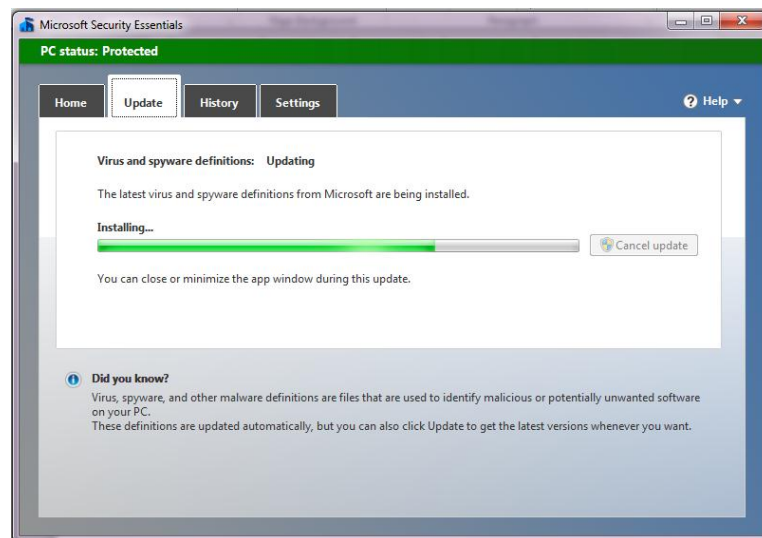 Microsoft Security Essentials
PC status: Protected
Home Update History Settings Help
Virus and spyware definitions: Updating
The latest virus and spyware definitions from Microsoft are being installed.
Installing...
Cancel update
You can close or minimize the app window during this update.
Did you know?
Virus, spyware, and other malware definitions are files that are used to identify malicious or potentially unwanted software
on your PC.
These definitions are updated automatically, but you can also click Update to get the latest versions whenever you want.